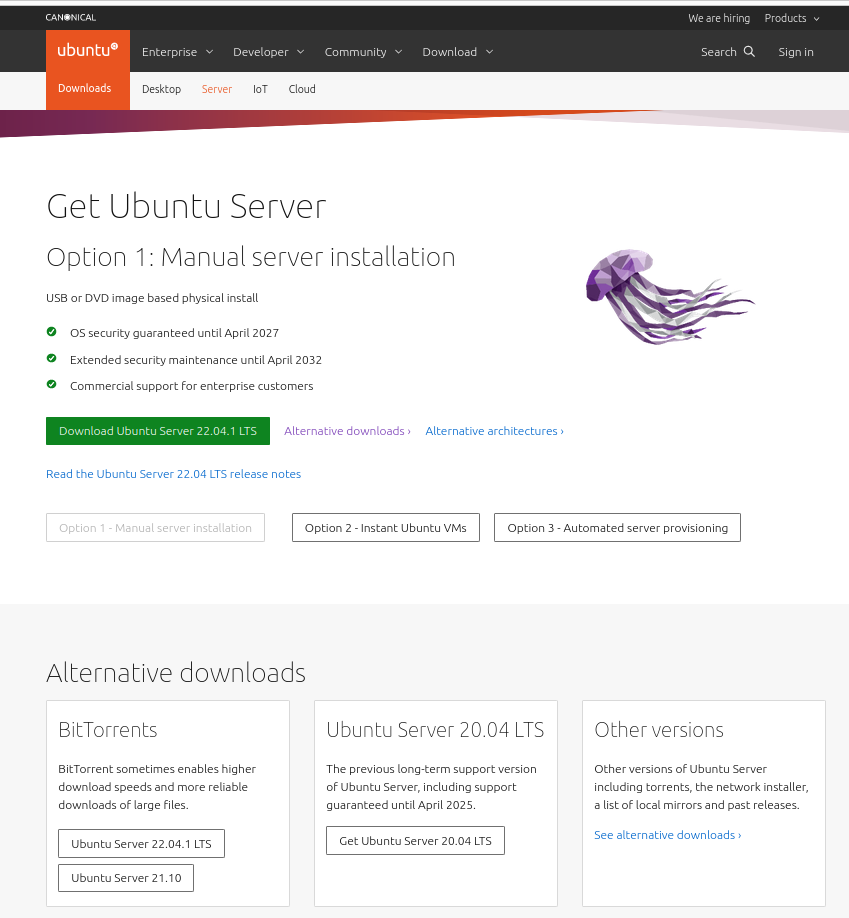 CANONICAL
We are hiring Products
ubuntu
Enterprise Developer Community Download Search Sign in
Downloads Desktop Server IoT Cloud
Get Ubuntu Server
Option 1: Manual server installation
USB or DVD image based physical install
OS security guaranteed until April 2027
Extended security maintenance until April 2032
Commercial support for enterprise customers
Download Ubuntu Server 22.04.1 LTS Alternative downloads › Alternative architectures ›
Read the Ubuntu Server 22.04 LTS release notes
Option 1 - Manual server installation Option 2 - Instant Ubuntu VMs Option 3 - Automated server provisioning
Alternative downloads
BitTorrents
BitTorrent sometimes enables higher
download speeds and more reliable
downloads of large files.
Ubuntu Server 22.04.1 LTS
Ubuntu Server 21.10
Ubuntu Server 20.04 LTS
The previous long-term support version
of Ubuntu Server, including support
guaranteed until April 2025.
Get Ubuntu Server 20.04 LTS
Other versions
Other versions of Ubuntu Server
including torrents, the network installer,
a list of local mirrors and past releases.
See alternative downloads ›